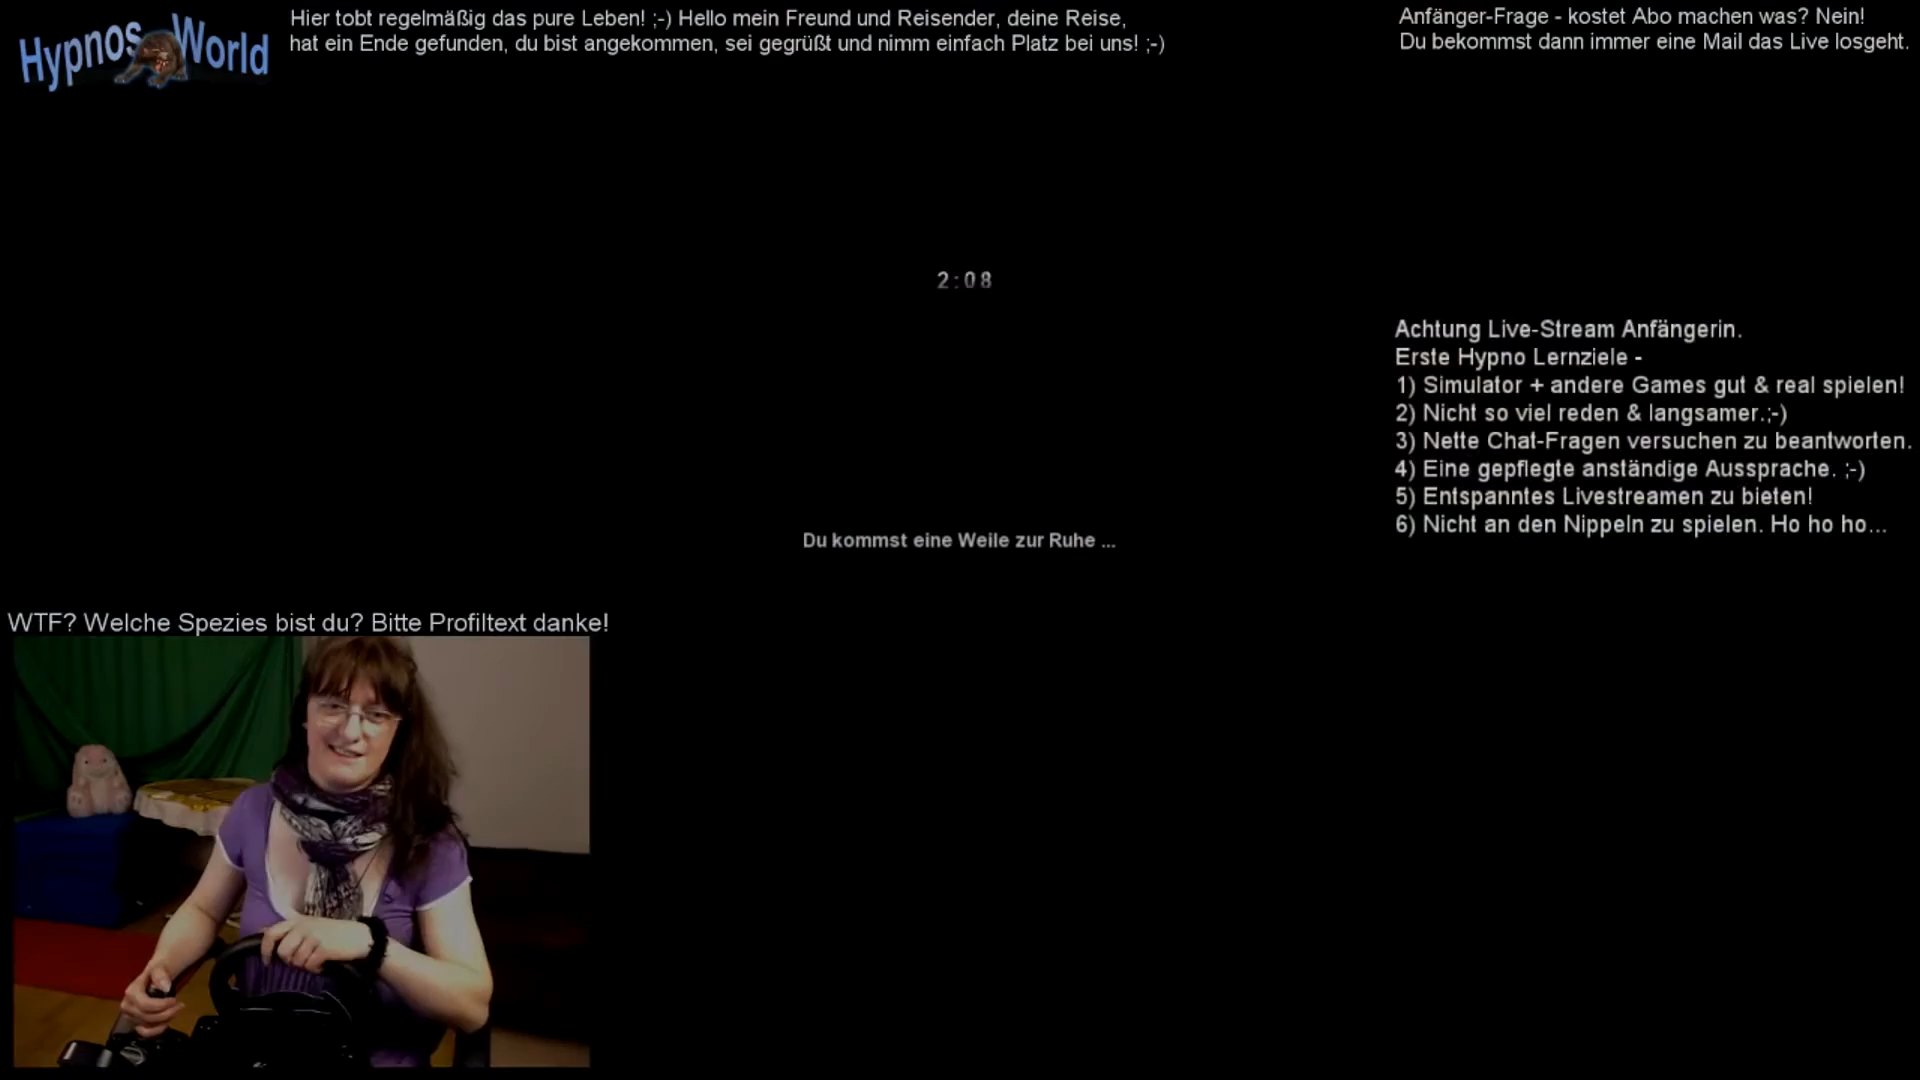 Hypnos World
Hier tobt regelmäßig das pure Leben! ;-) Hello mein Freund und Reisender, deine Reise,
hat ein Ende gefunden, du bist angekommen, sei gegrüßt und nimm einfach Platz bei uns! ;-)
Anfänger-Frage - kostet Abo machen was? Nein!
Du bekommst dann immer eine Mail das Live losgeht.
2:08
Achtung Live-Stream Anfängerin.
Erste Hypno Lernziele -
1) Simulator + andere Games gut & real spielen!
2) Nicht so viel reden & langsamer.;-)
3) Nette Chat-Fragen versuchen zu beantworten.
4) Eine gepflegte anständige Aussprache. ;-)
5) Entspanntes Livestreamen zu bieten!
6) Nicht an den Nippeln zu spielen. Ho ho ho...
Du kommst eine Weile zur Ruhe ...
WTF? Welche Spezies bist du? Bitte Profiltext danke!